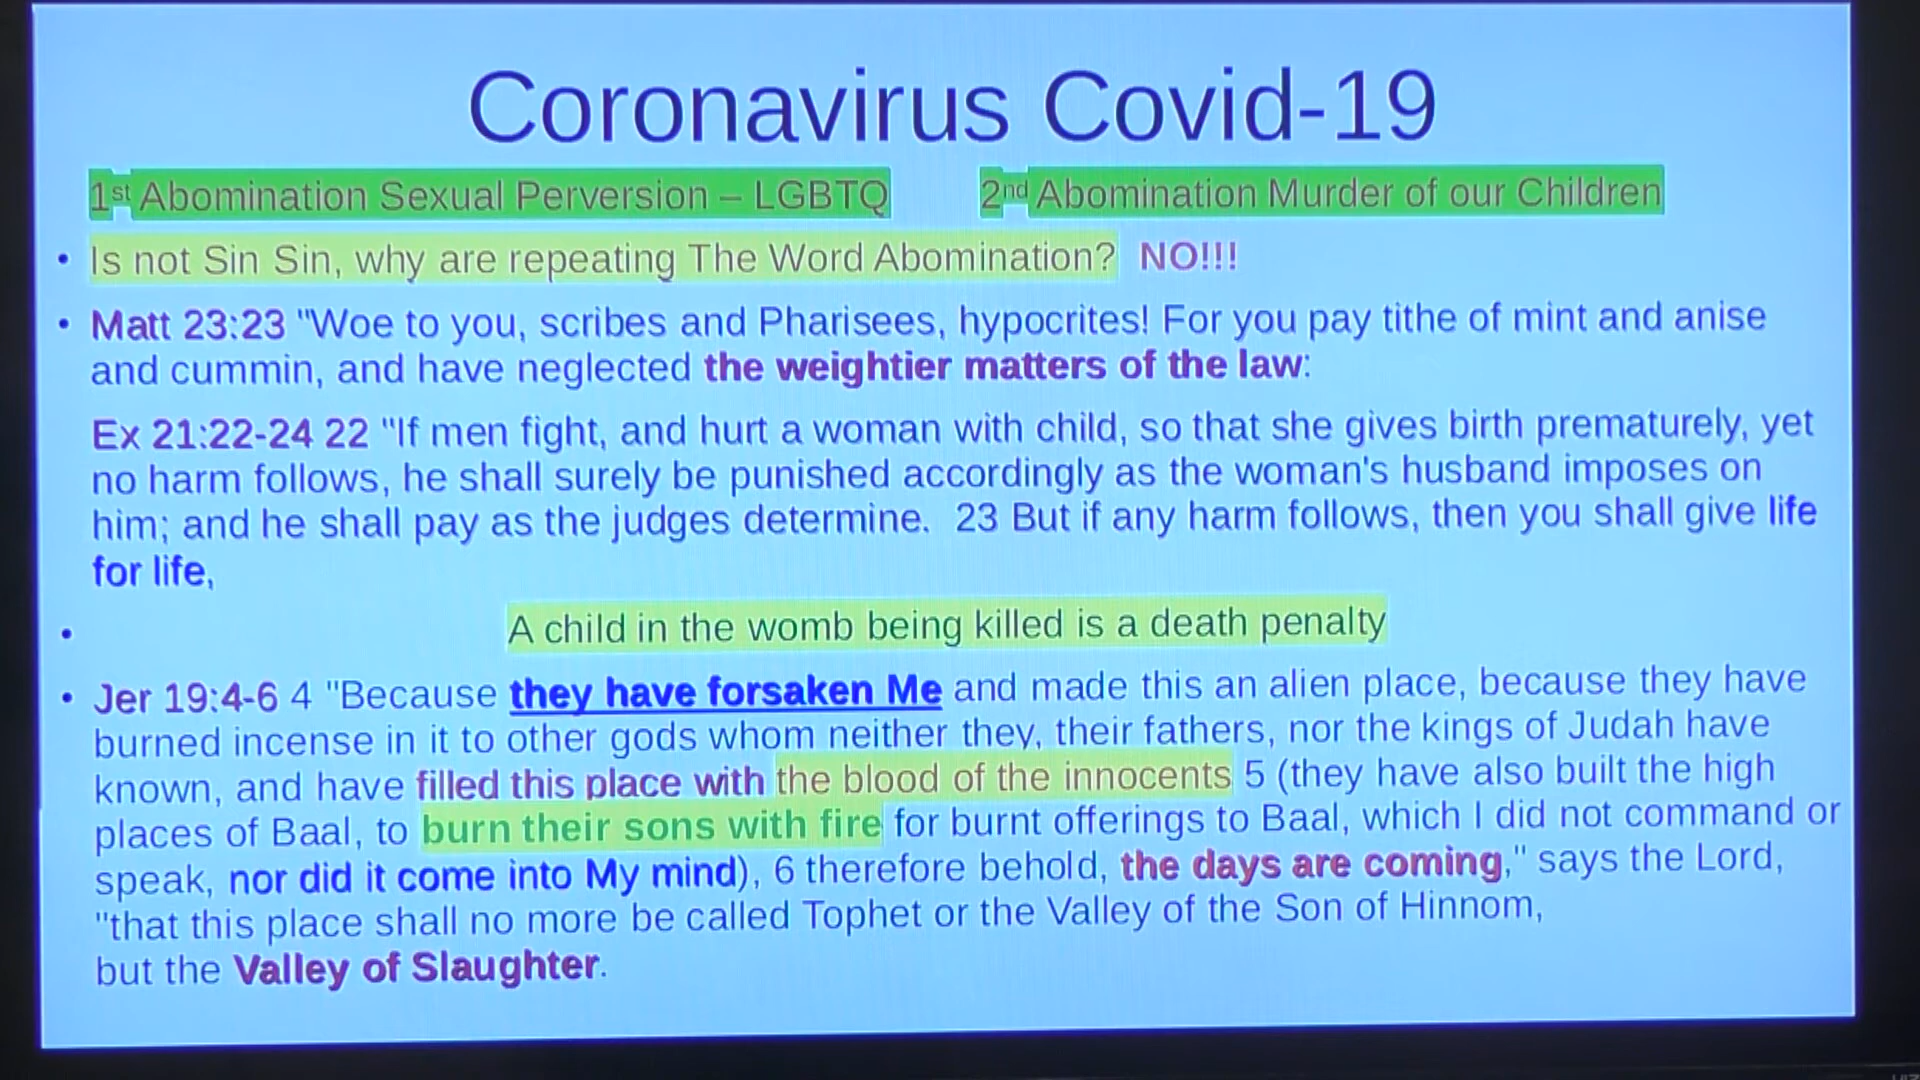 Coronavirus Covid-19
1st Abomination Sexual Perversion – LGBTQ 2nd Abomination Murder of our Children
• Is not Sin Sin, why are repeating The Word Abomination? NO!!!
• Matt 23:23 "Woe to you, scribes and Pharisees, hypocrites! For you pay tithe of mint and anise
and cummin, and have neglected the weightier matters of the law:
Ex 21:22-24 22 "If men fight, and hurt a woman with child, so that she gives birth prematurely, yet
no harm follows, he shall surely be punished accordingly as the woman's husband imposes on
him; and he shall pay as the judges determine. 23 But if any harm follows, then you shall give life
for life,
• A child in the womb being killed is a death penalty
• Jer 19:4-6 4 "Because they have forsaken Me and made this an alien place, because they have
burned incense in it to other gods whom neither they, their fathers, nor the kings of Judah have
known, and have filled this place with the blood of the innocents 5 (they have also built the high
places of Baal, to burn their sons with fire for burnt offerings to Baal, which I did not command or
speak, nor did it come into My mind), 6 therefore behold, the days are coming," says the Lord,
"that this place shall no more be called Tophet or the Valley of the Son of Hinnom,
but the Valley of Slaughter.